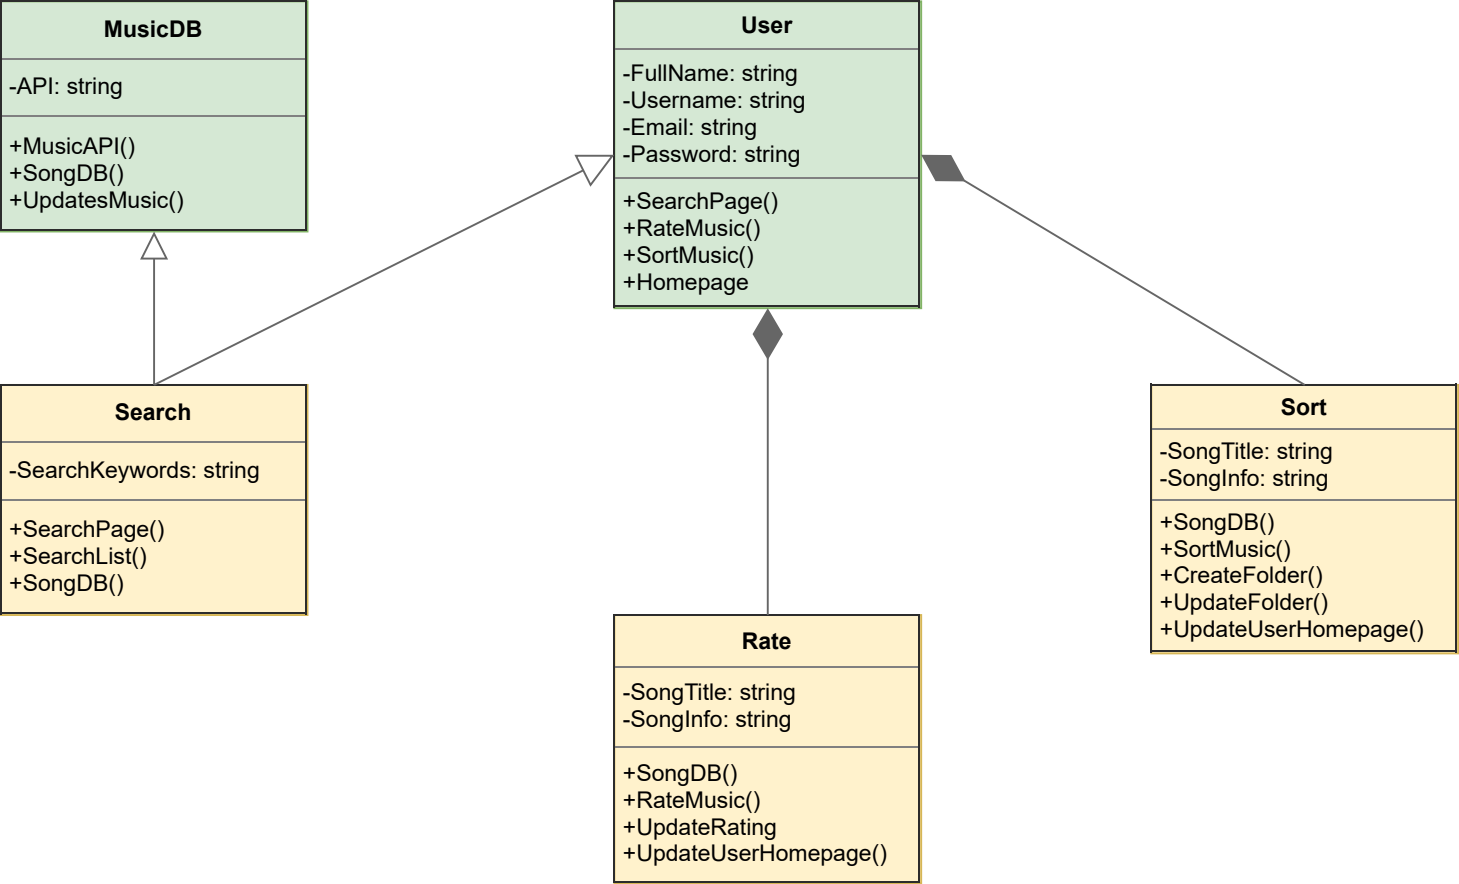 MusicDB
-API: string
+MusicAPI()
+SongDB()
+UpdatesMusic()
User
-FullName: string
-Username: string
-Email: string
-Password: string
+SearchPage()
+RateMusic()
+SortMusic()
+Homepage
Search
-SearchKeywords: string
+SearchPage()
+SearchList()
+SongDB()
Rate
-SongTitle: string
-SongInfo: string
+SongDB()
+RateMusic()
+UpdateRating
+UpdateUserHomepage()
Sort
-SongTitle: string
-SongInfo: string
+SongDB()
+SortMusic()
+CreateFolder()
+UpdateFolder()
+UpdateUserHomepage()